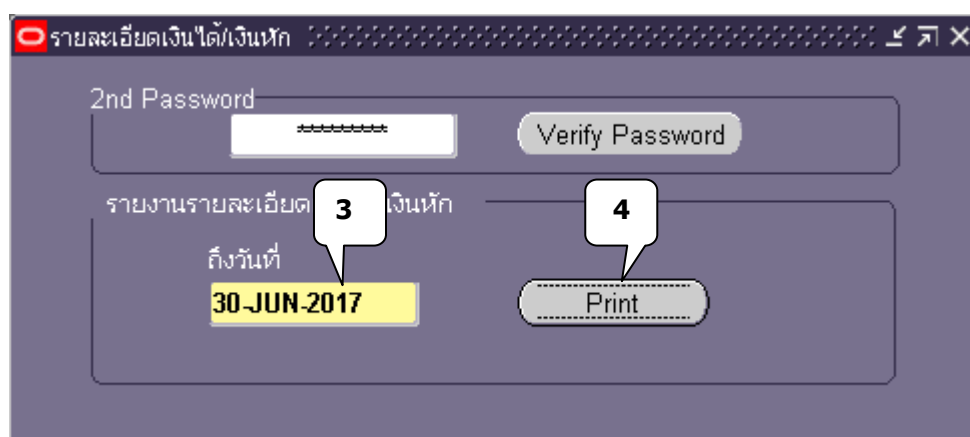 รายละเอียดเงินได้/เงินหัก
2nd Password
********** Verify Password
รายงานรายละเอียด เงินหัก
3
4
ถึงวันที่
30-JUN-2017 Print